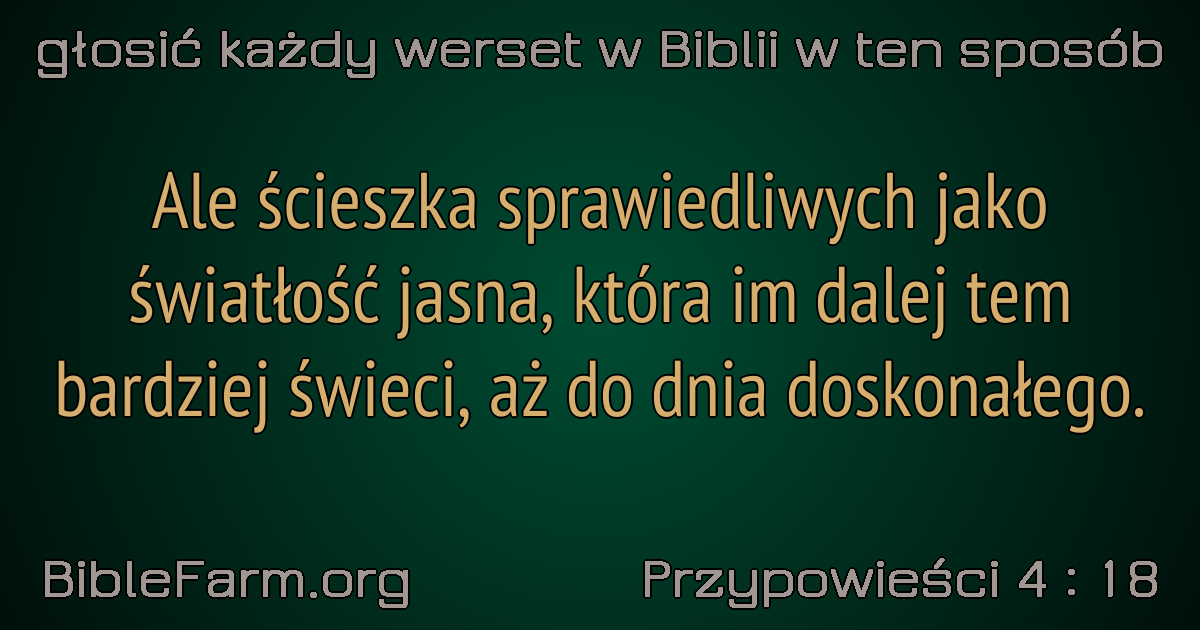 głosić każdy werset w Biblii w ten sposób
Ale ścieszka sprawiedliwych jako
światłość jasna, która im dalej tem
bardziej świeci, aż do dnia doskonałego.
BibleFarm.org
Przypowieści 4 : 18